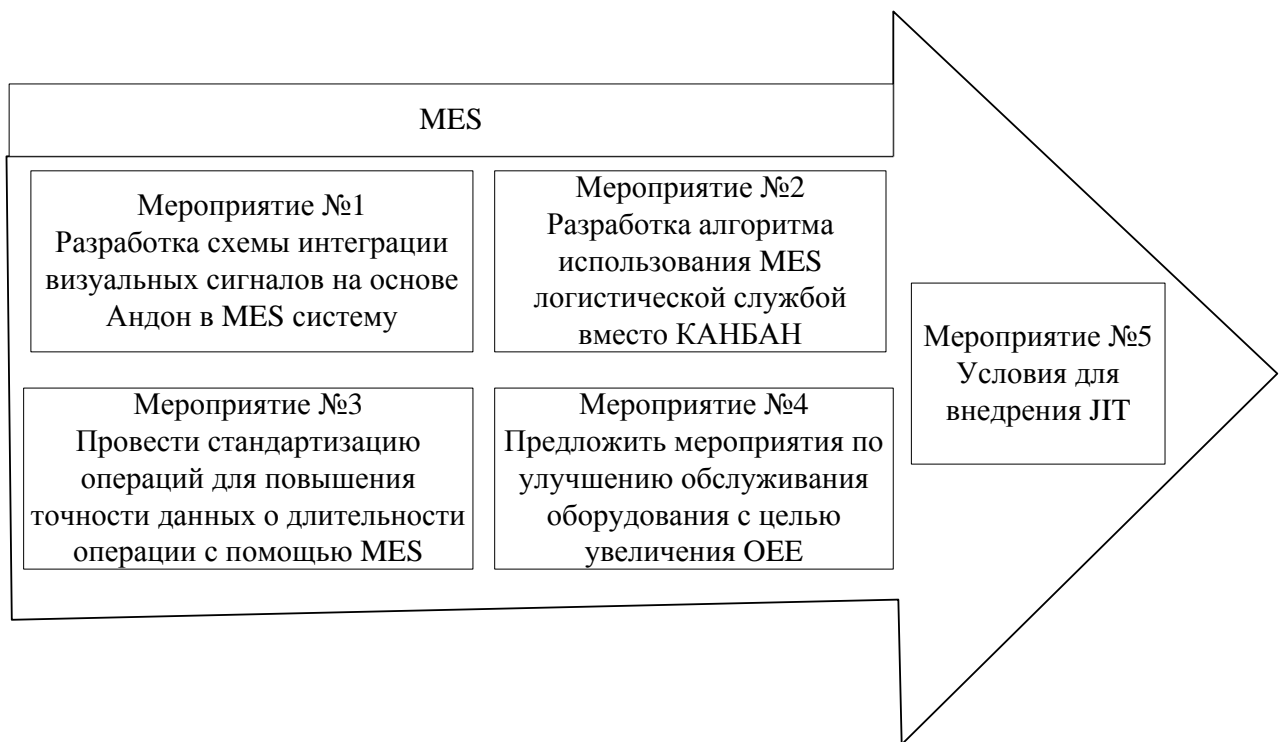 MES
Мероприятие №1
Разработка схемы интеграции
визуальных сигналов на основе
Андон в MES систему
Мероприятие №2
Разработка алгоритма
использования MES
логистической службой
вместо КАНБАН
Мероприятие №3
Провести стандартизацию
операций для повышения
точности данных о длительности
операции с помощью MES
Мероприятие №4
Предложить мероприятия по
улучшению обслуживания
оборудования с целью
увеличения OEE
Мероприятие №5
Условия для
внедрения JIT